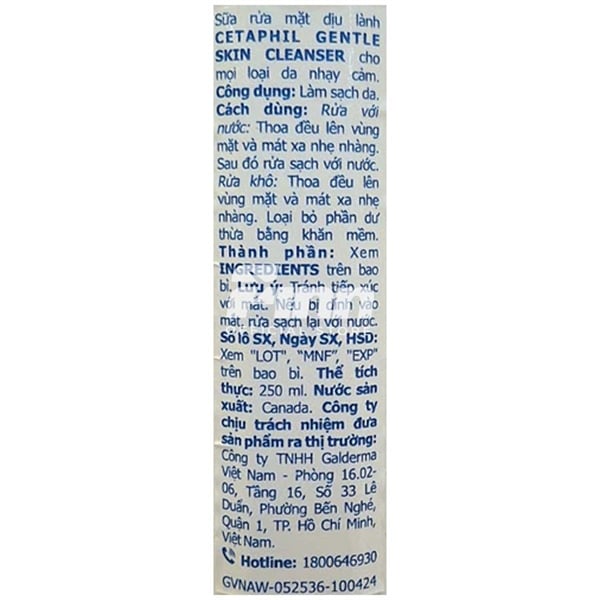 Sữa rửa mặt dịu lành
CETAPHIL GENTLE
SKIN CLEANSER cho
mọi loại da nhạy cảm.
Công dụng: Làm sạch da.
Cách dùng: Rửa với
nước: Thoa đều lên vùng
mặt và mát xa nhẹ nhàng.
Sau đó rửa sạch với nước.
Rửa khô: Thoa đều lên
vùng mặt và mát xa nhẹ
nhàng. Loại bỏ phần dư
thừa bằng khăn mềm.
Thành phần: Xem
INGREDIENTS trên bao
bì. Lưu ý: Tránh tiếp xúc
với mắt. Nếu bị dính vào
mắt, rửa sạch lại với nước.
Số lô SX, Ngày SX, HSD:
Xem "LOT", "MNF", "EXP"
trên bao bì. Thể tích
thực: 250 ml. Nước sản
xuất: Canada. Công ty
chịu trách nhiệm đưa
sản phẩm ra thị trường:
Công ty TNHH Galderma
Việt Nam - Phòng 16.02-
06, Tầng 16, Số 33 Lê
Duẩn, Phường Bến Nghé,
Quận 1, TP. Hồ Chí Minh,
Việt Nam.
Hotline: 1800646930
GVNAW-052536-100424